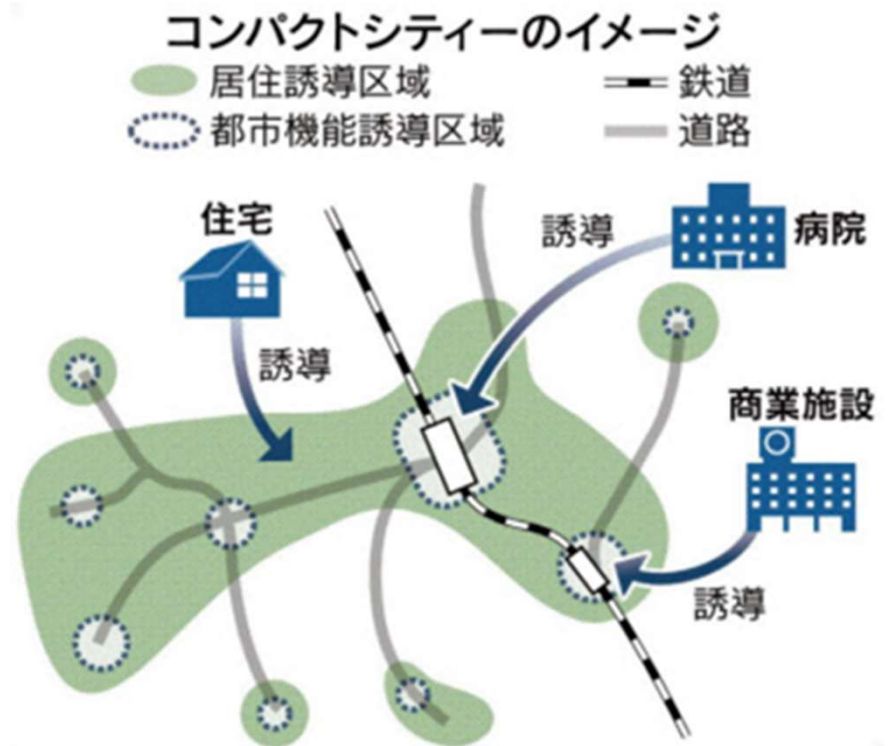 コンパクトシティーのイメージ
居住誘導区域
鉄道
都市機能誘導区域
道路
住宅
誘導
病院
誘導
商業施設
誘導